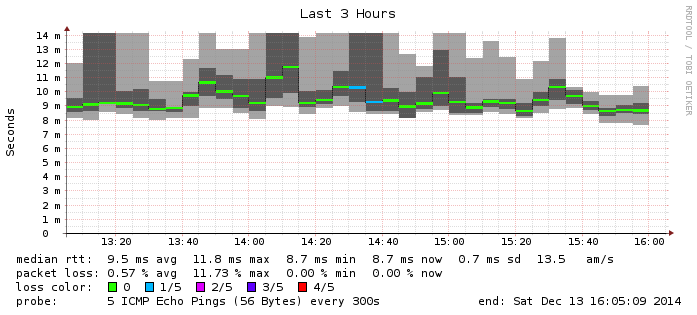 Last 3 Hours
RRDTOOL / TOBI OETIKER
Seconds
14 m
13 m
12 m
11 m
10 m
9 m
8 m
7 m
6 m
5 m
4 m
3 m
2 m
1 m
0
13:20 13:40 14:00 14:20 14:40 15:00 15:20 15:40 16:00
median rtt: 9.5 ms avg 11.8 ms max 8.7 ms min 8.7 ms now 0.7 ms sd 13.5 am/s
packet loss: 0.57 % avg 11.73 % max 0.00 % min 0.00 % now
loss color: 0 1/5 2/5 3/5 4/5
probe: 5 ICMP Echo Pings (56 Bytes) every 300s end: Sat Dec 13 16:05:09 2014